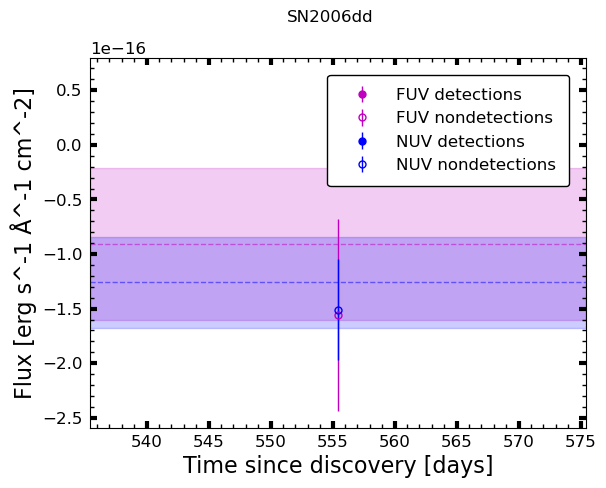 SN2006dd
1e−16
FUV detections
FUV nondetections
NUV detections
NUV nondetections
0.5
0.0
−0.5
−1.0
−1.5
−2.0
−2.5
Flux [erg s^-1 Å^-1 cm^-2]
540 545 550 555 560 565 570 575
Time since discovery [days]